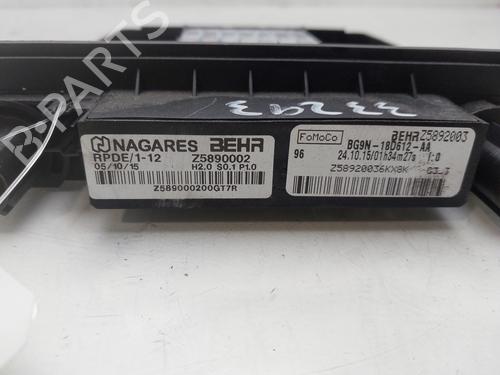 33293
NAGARES BEHR
RPDE/1-12 Z5890002
05/10/15 H2.0 S0.1 P1.0
Z589000200GT7R
FoMoCo BEHR Z5892003
BG9N-18D612-AA
96 24.10.15/01h34m27s
Z58920036KX8K